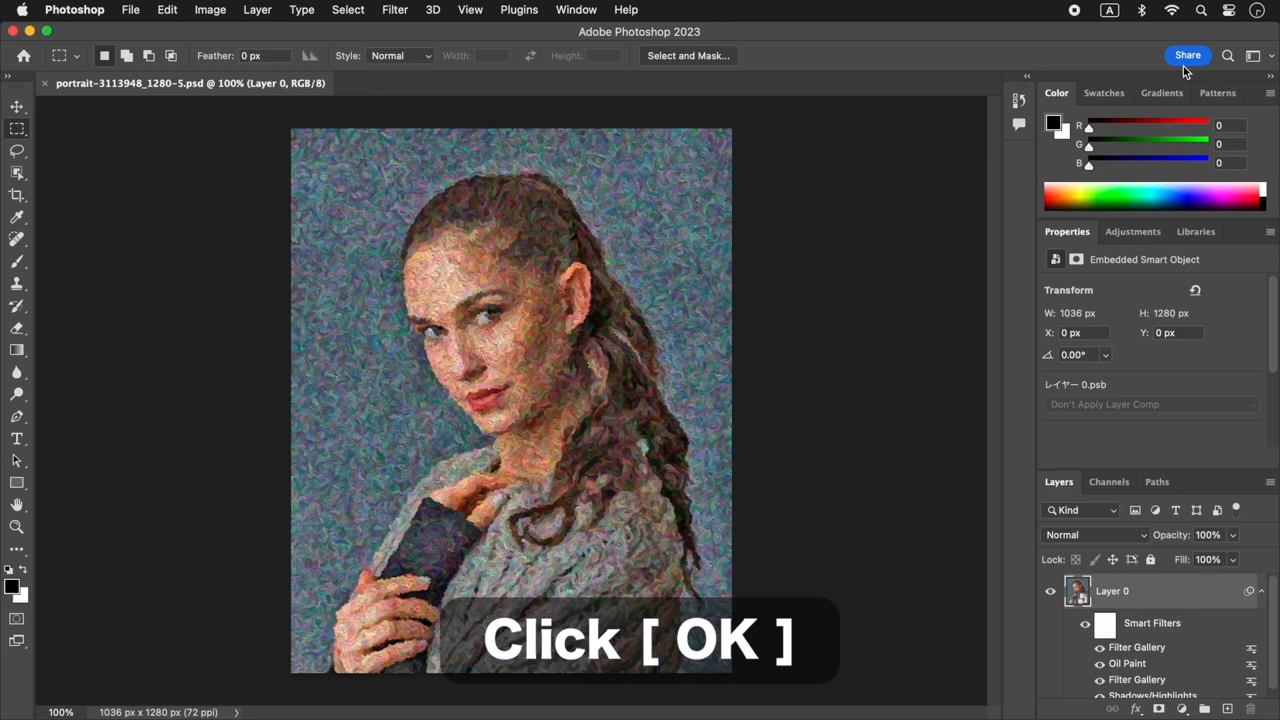 Photoshop File Edit Image Layer Type Select Filter 3D View Plugins Window Help A
Adobe Photoshop 2023
Feather: 0 px Style: Normal Width: Height: Select and Mask... Share
portrait-3113948_1280-5.psd @ 100% (Layer 0, RGB/8)
Color Swatches Gradients Patterns
R 0
G 0
B 0
Properties Adjustments Libraries
Embedded Smart Object
Transform
W: 1036 px H: 1280 px
X: 0 px Y: 0 px
0.00°
レイヤー 0.psb
Don't Apply Layer Comp
Layers Channels Paths
Kind
Normal Opacity: 100%
Lock: Fill: 100%
Layer 0
Smart Filters
Filter Gallery
Oil Paint
Filter Gallery
Shadows/Highlights
Click [ OK ]
100% 1036 px x 1280 px (72 ppi)